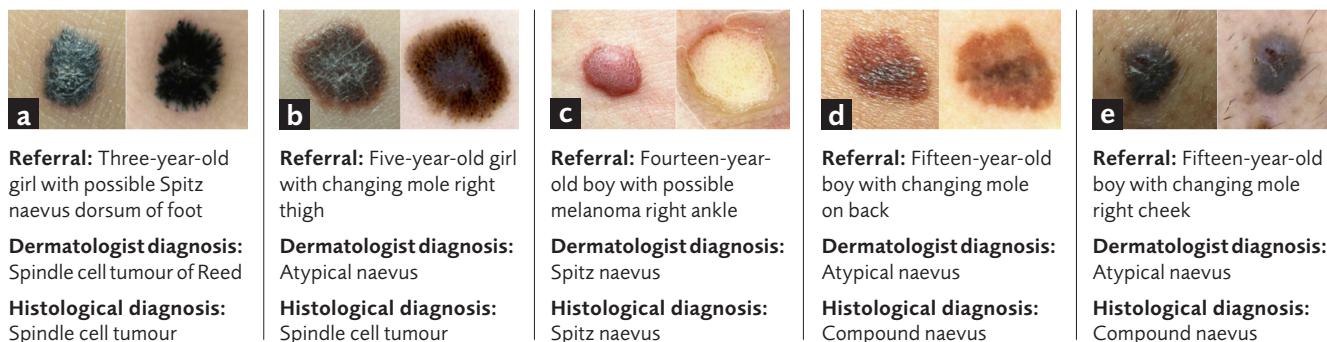 a
Referral: Three-year-old
girl with possible Spitz
naevus dorsum of foot
Dermatologist diagnosis:
Spindle cell tumour of Reed
Histological diagnosis:
Spindle cell tumour
b
Referral: Five-year-old girl
with changing mole right
thigh
Dermatologist diagnosis:
Atypical naevus
Histological diagnosis:
Spindle cell tumour
c
Referral: Fourteen-year-
old boy with possible
melanoma right ankle
Dermatologist diagnosis:
Spitz naevus
Histological diagnosis:
Spitz naevus
d
Referral: Fifteen-year-old
boy with changing mole
on back
Dermatologist diagnosis:
Atypical naevus
Histological diagnosis:
Compound naevus
e
Referral: Fifteen-year-old
boy with changing mole
right cheek
Dermatologist diagnosis:
Atypical naevus
Histological diagnosis:
Compound naevus